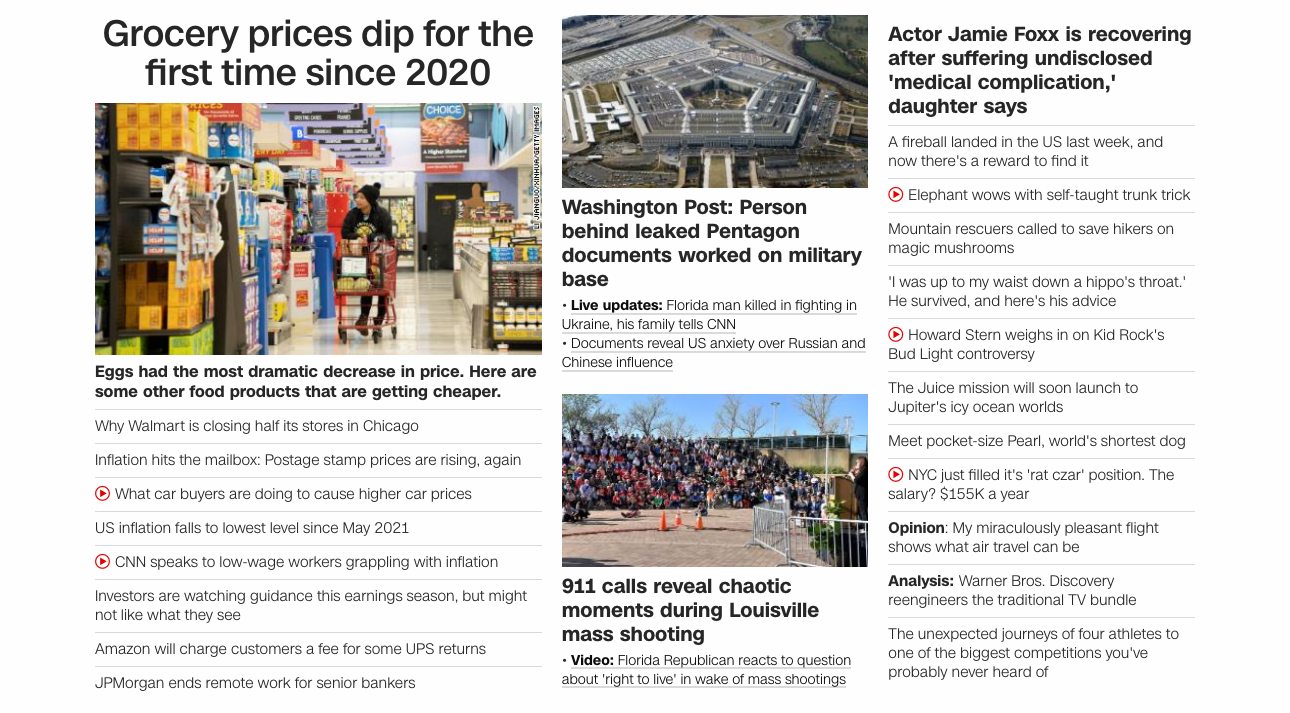 Grocery prices dip for the
first time since 2020
CHOICE
A Higher Standard
LI JIANGUO/XINHUA/GETTY IMAGES
Eggs had the most dramatic decrease in price. Here are
some other food products that are getting cheaper.
Why Walmart is closing half its stores in Chicago
Inflation hits the mailbox: Postage stamp prices are rising, again
What car buyers are doing to cause higher car prices
US inflation falls to lowest level since May 2021
CNN speaks to low-wage workers grappling with inflation
Investors are watching guidance this earnings season, but might
not like what they see
Amazon will charge customers a fee for some UPS returns
JPMorgan ends remote work for senior bankers
Washington Post: Person
behind leaked Pentagon
documents worked on military
base
• Live updates: Florida man killed in fighting in
Ukraine, his family tells CNN
• Documents reveal US anxiety over Russian and
Chinese influence
911 calls reveal chaotic
moments during Louisville
mass shooting
• Video: Florida Republican reacts to question
about 'right to live' in wake of mass shootings
Actor Jamie Foxx is recovering
after suffering undisclosed
'medical complication,'
daughter says
A fireball landed in the US last week, and
now there's a reward to find it
Elephant wows with self-taught trunk trick
Mountain rescuers called to save hikers on
magic mushrooms
'I was up to my waist down a hippo's throat.'
He survived, and here's his advice
Howard Stern weighs in on Kid Rock's
Bud Light controversy
The Juice mission will soon launch to
Jupiter's icy ocean worlds
Meet pocket-size Pearl, world's shortest dog
NYC just filled it's 'rat czar' position. The
salary? $155K a year
Opinion: My miraculously pleasant flight
shows what air travel can be
Analysis: Warner Bros. Discovery
reengineers the traditional TV bundle
The unexpected journeys of four athletes to
one of the biggest competitions you've
probably never heard of